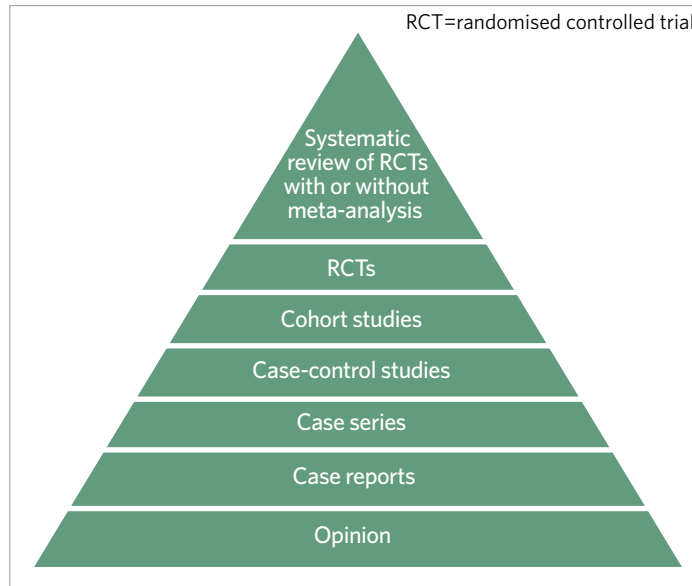 RCT=randomised controlled trial
Systematic
review of RCTs
with or without
meta-analysis
RCTs
Cohort studies
Case-control studies
Case series
Case reports
Opinion